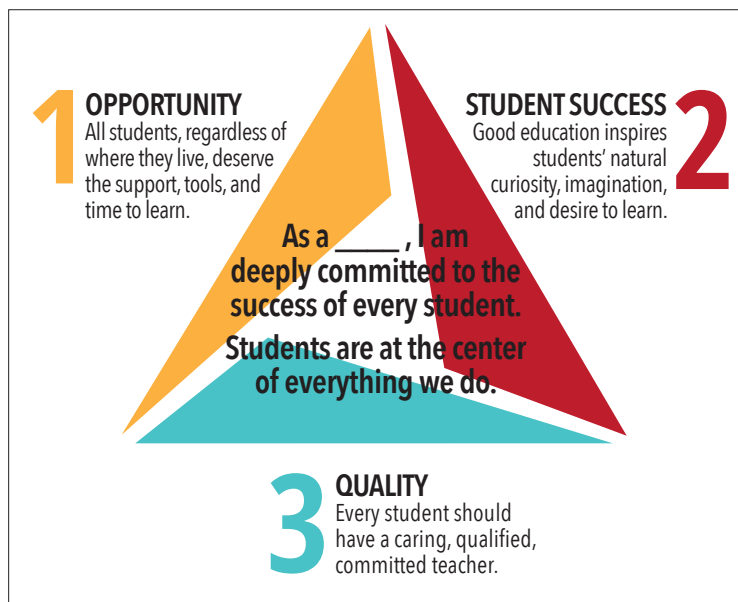 1
OPPORTUNITY
All students, regardless of
where they live, deserve
the support, tools, and
time to learn.
STUDENT SUCCESS
2
Good education inspires
students’ natural
curiosity, imagination,
and desire to learn.
As a _____ , I am
deeply committed to the
success of every student.
Students are at the center
of everything we do.
3
QUALITY
Every student should
have a caring, qualified,
committed teacher.